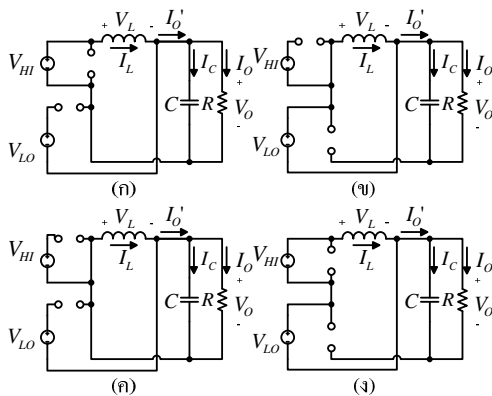 + V_L - I_O' + V_L - I_O'
V_HI I_L I_C I_O V_HI I_L I_C I_O
C R + V_O - C R + V_O -
V_LO V_LO
(ก) (ข)
+ V_L - I_O' + V_L - I_O'
V_HI I_L I_C I_O V_HI I_L I_C I_O
C R + V_O - C R + V_O -
V_LO V_LO
(ค) (ง)